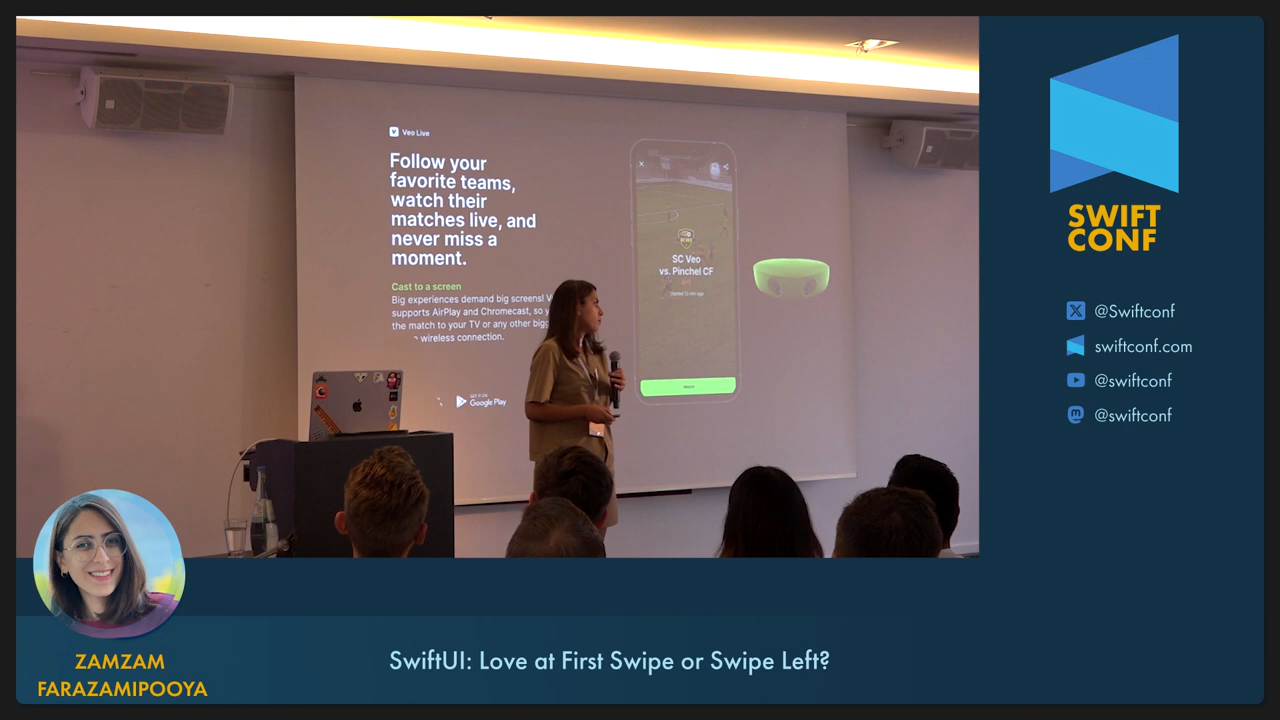 Veo Live
Follow your
favorite teams,
watch their
matches live, and
never miss a
moment.
Cast to a screen
Big experiences demand big screens!
supports AirPlay and Chromecast, so
the match to your TV or any other
wireless connection.
GET IT ON
Google Play
SC Veo
vs. Pinchel CF
Started 12 min ago
Watch
SWIFT
CONF
@Swiftconf
swiftconf.com
@swiftconf
@swiftconf
ZAMZAM
FARAZAMIPOOYA
SwiftUI: Love at First Swipe or Swipe Left?